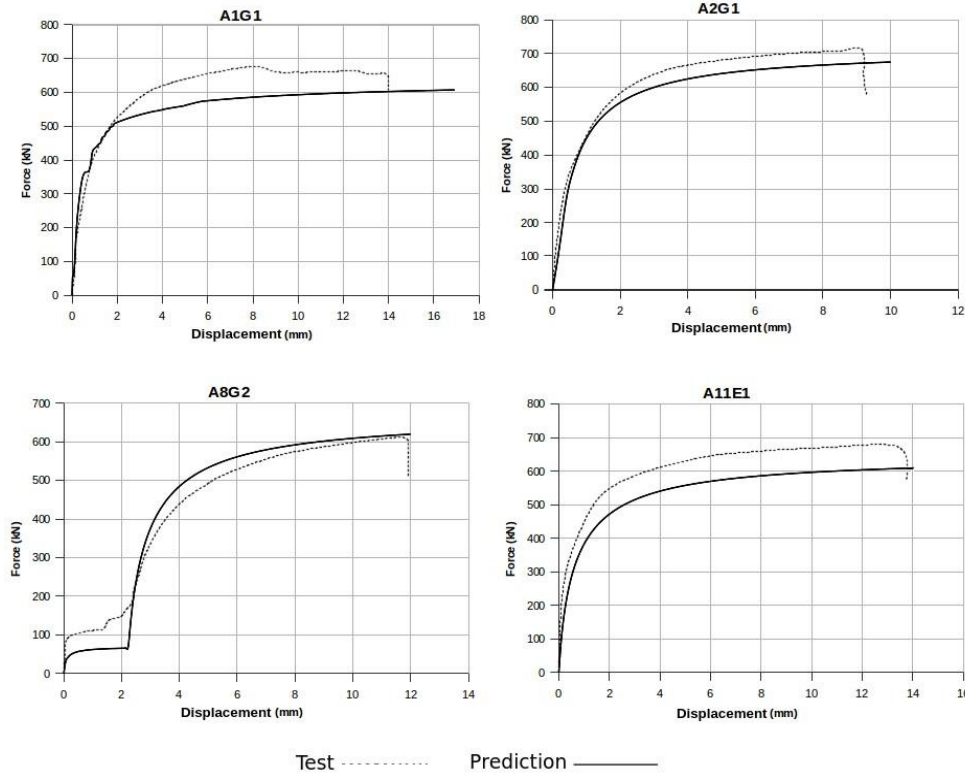 A1G1
800
700
600
500
400
300
200
100
0
Force (kN)
0 2 4 6 8 10 12 14 16 18
Displacement (mm)
A2G1
800
700
600
500
400
300
200
100
0
Force (kN)
0 2 4 6 8 10 12
Displacement (mm)
A8G2
700
600
500
400
300
200
100
0
Force (kN)
0 2 4 6 8 10 12 14
Displacement (mm)
A11E1
800
700
600
500
400
300
200
100
0
Force (kN)
0 2 4 6 8 10 12 14 16
Displacement (mm)
Test Prediction